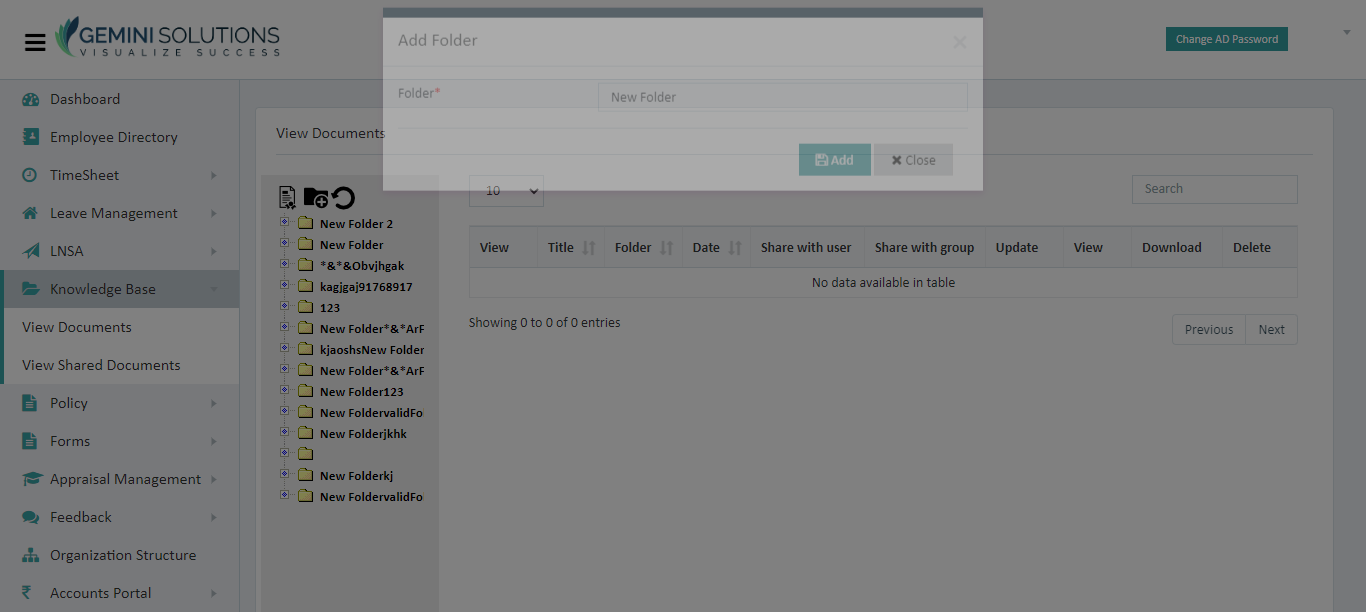 GEMINI SOLUTIONS
VISUALIZE SUCCESS
Change AD Password
Add Folder
Folder*
New Folder
Add
Close
Dashboard
Employee Directory
TimeSheet
Leave Management
LNSA
Knowledge Base
View Documents
View Shared Documents
Policy
Forms
Appraisal Management
Feedback
Organization Structure
Accounts Portal
View Documents
New Folder 2
New Folder
*&*&Obvjhgak
kagjgaj91768917
123
New Folder*&*ArF
kjaoshsNew Folder
New Folder*&*ArF
New Folder123
New FoldervalidFo
New Folderjkhk
New Folderkj
New FoldervalidFo
10
Search
View Title Folder Date Share with user Share with group Update View Download Delete
No data available in table
Showing 0 to 0 of 0 entries
Previous Next